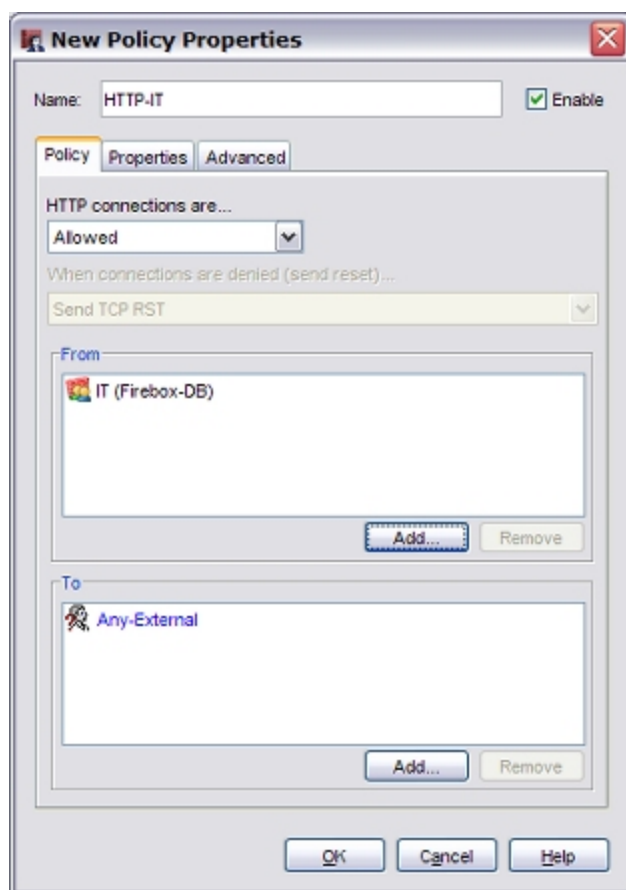 New Policy Properties
Name: HTTP-IT Enable
Policy Properties Advanced
HTTP connections are...
Allowed
When connections are denied (send reset)...
Send TCP RST
From
IT (Firebox-DB)
Add... Remove
To
Any-External
Add... Remove
OK Cancel Help